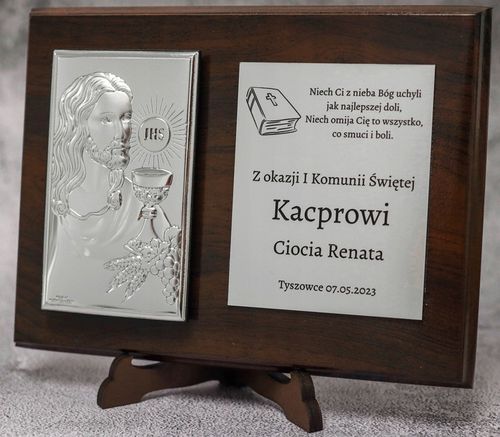 JHS
Niech Ci z nieba Bóg uchyli
jak najlepszej doli,
Niech omija Cię to wszystko,
co smuci i boli.
Z okazji I Komunii Świętej
Kacprowi
Ciocia Renata
Tyszowce 07.05.2023